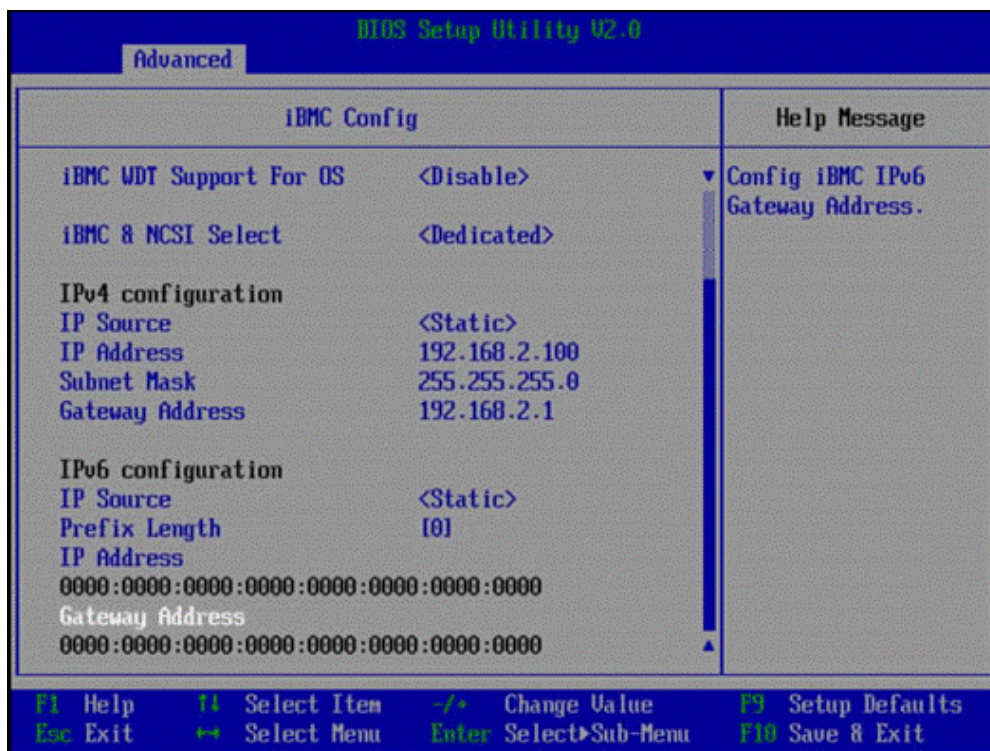 BIOS Setup Utility V2.0
Advanced
iBMC Config
iBMC WDT Support For OS <Disable>
iBMC & NCSI Select <Dedicated>
IPv4 configuration
IP Source <Static>
IP Address 192.168.2.100
Subnet Mask 255.255.255.0
Gateway Address 192.168.2.1
IPv6 configuration
IP Source <Static>
Prefix Length [0]
IP Address
0000:0000:0000:0000:0000:0000:0000:0000
Gateway Address
0000:0000:0000:0000:0000:0000:0000:0000
Help Message
Config iBMC IPv6
Gateway Address.
F1 Help ↑↓ Select Item -/+ Change Value F9 Setup Defaults
Esc Exit ↔ Select Menu Enter Select►Sub-Menu F10 Save & Exit